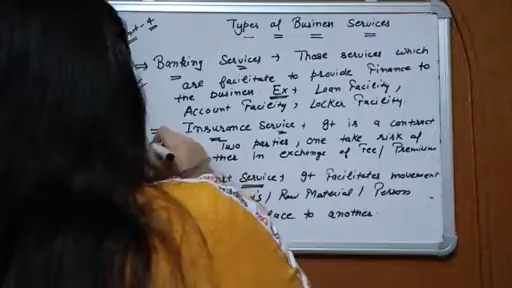 Types of Business Services
⇒ Banking Services → Those services which
are facilitate to provide Finance to
the business. Ex → Loan Facility,
Account Facility, Locker Facility
Insurance Service → It is a contract
Two parties, one take risk of
in exchange of Fee/Premium
Service → It Facilitates movement
/ Raw Material / Person
to another.